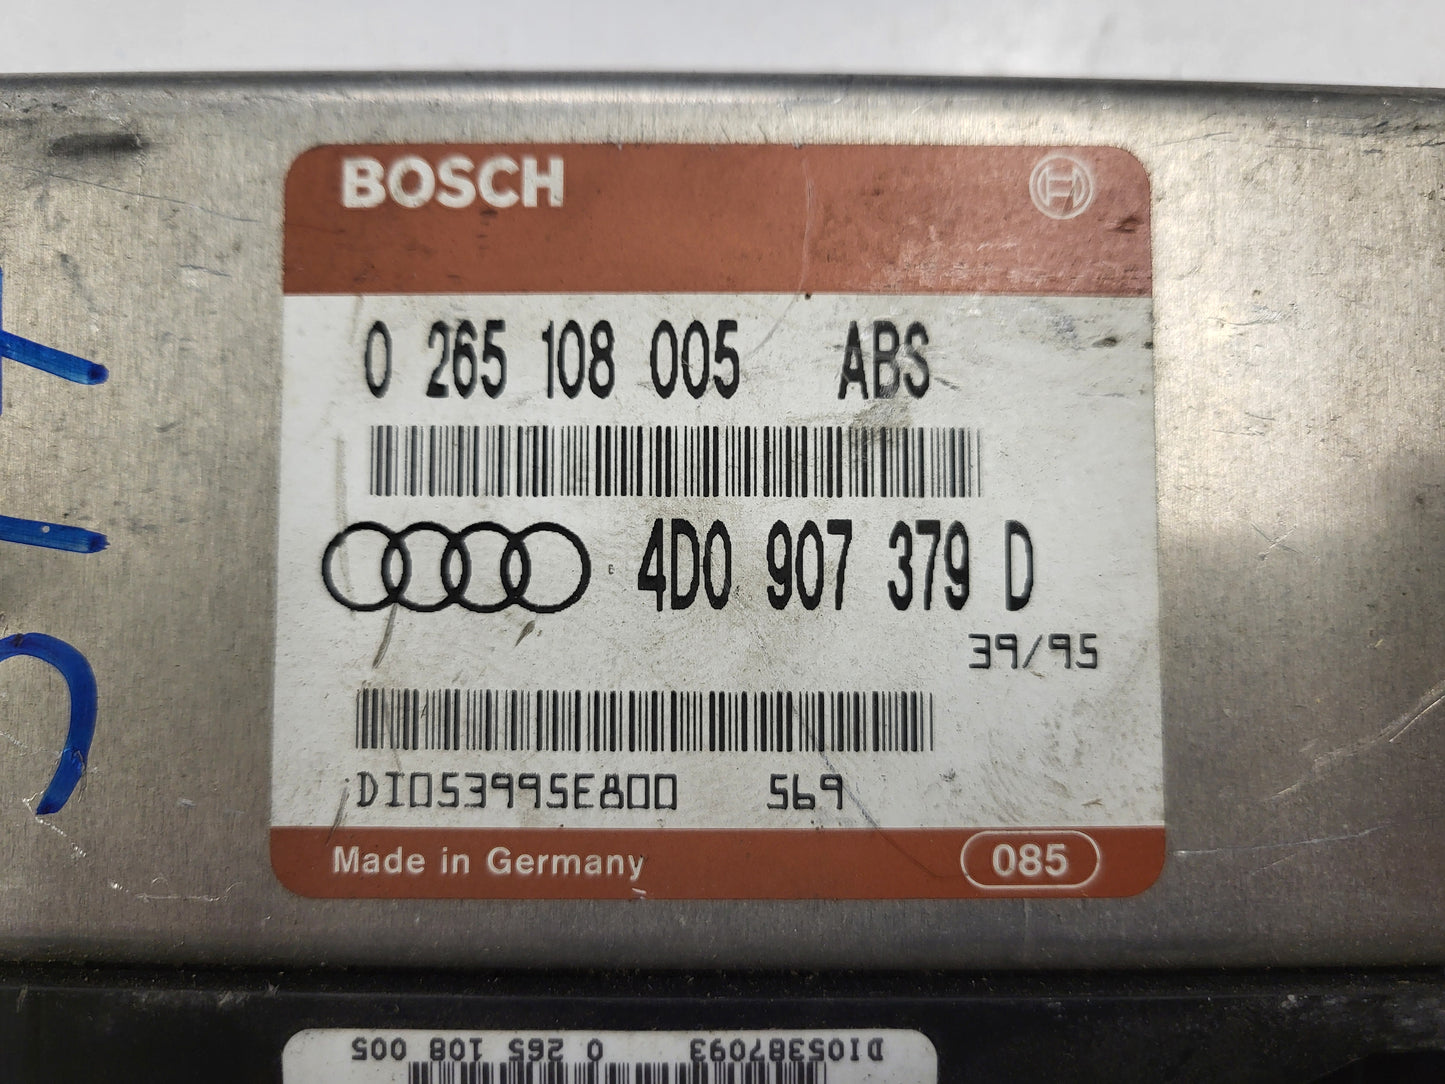 BOSCH
0 265 108 005 ABS
4D0 907 379 D
39/95
DI053995E800 569
Made in Germany 085
DI05387093 0 265 108 005